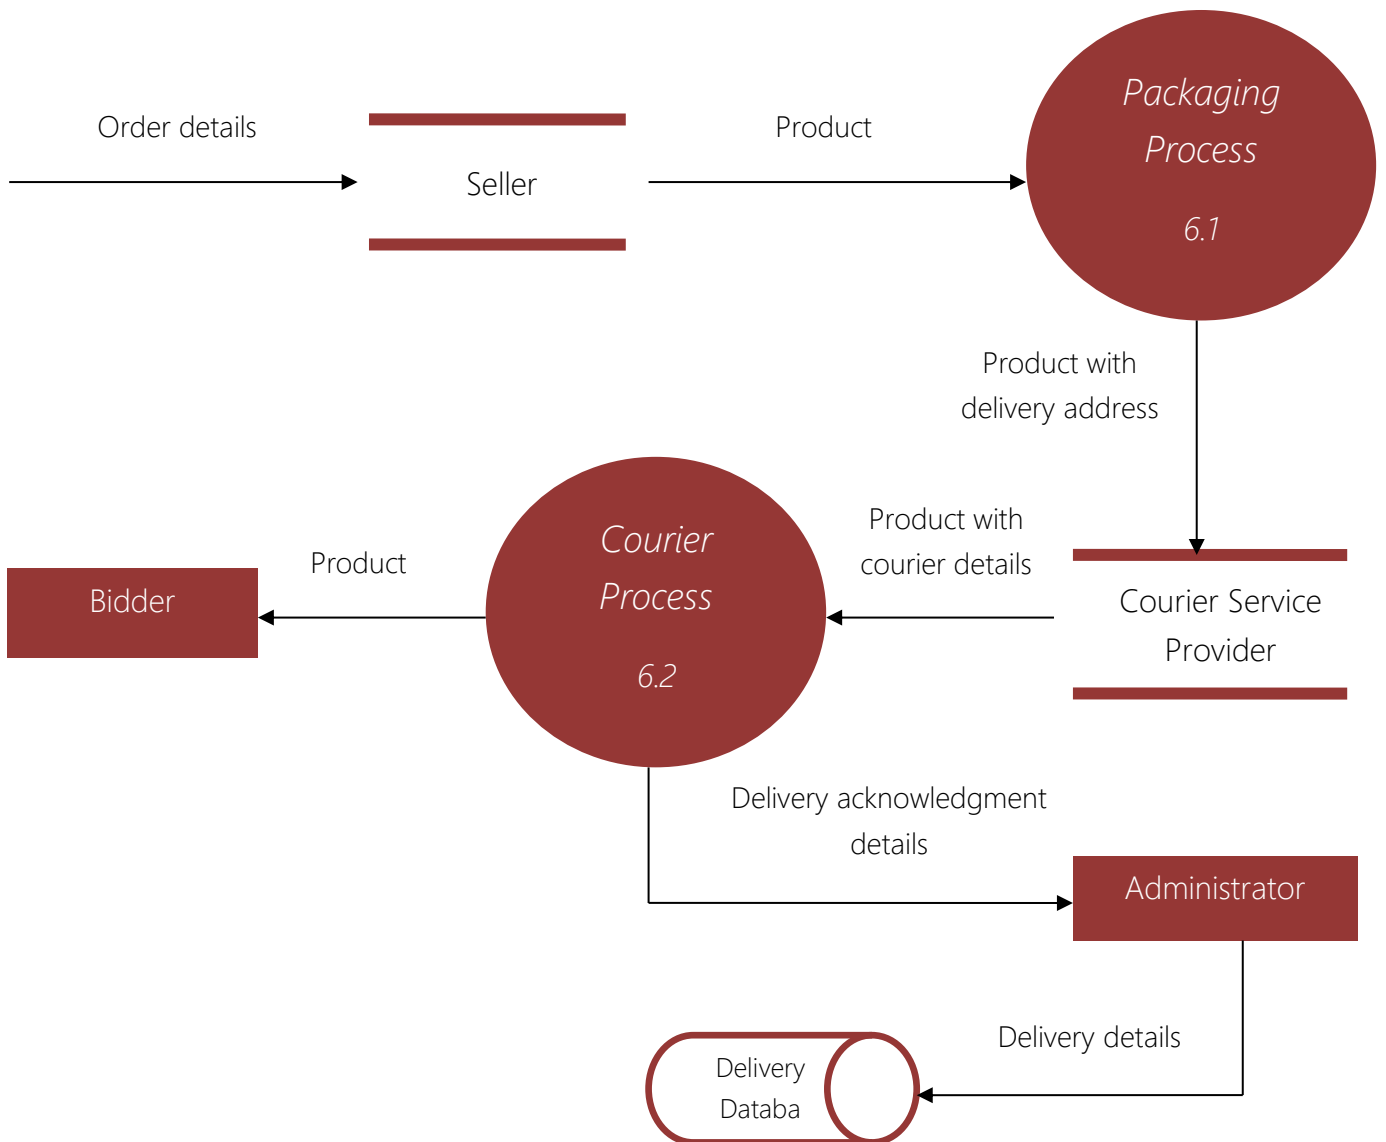 Order details
Seller
Product
Packaging
Process
6.1
Product with
delivery address
Courier Service
Provider
Product with
courier details
Courier
Process
6.2
Product
Bidder
Delivery acknowledgment
details
Administrator
Delivery details
Delivery
Databa